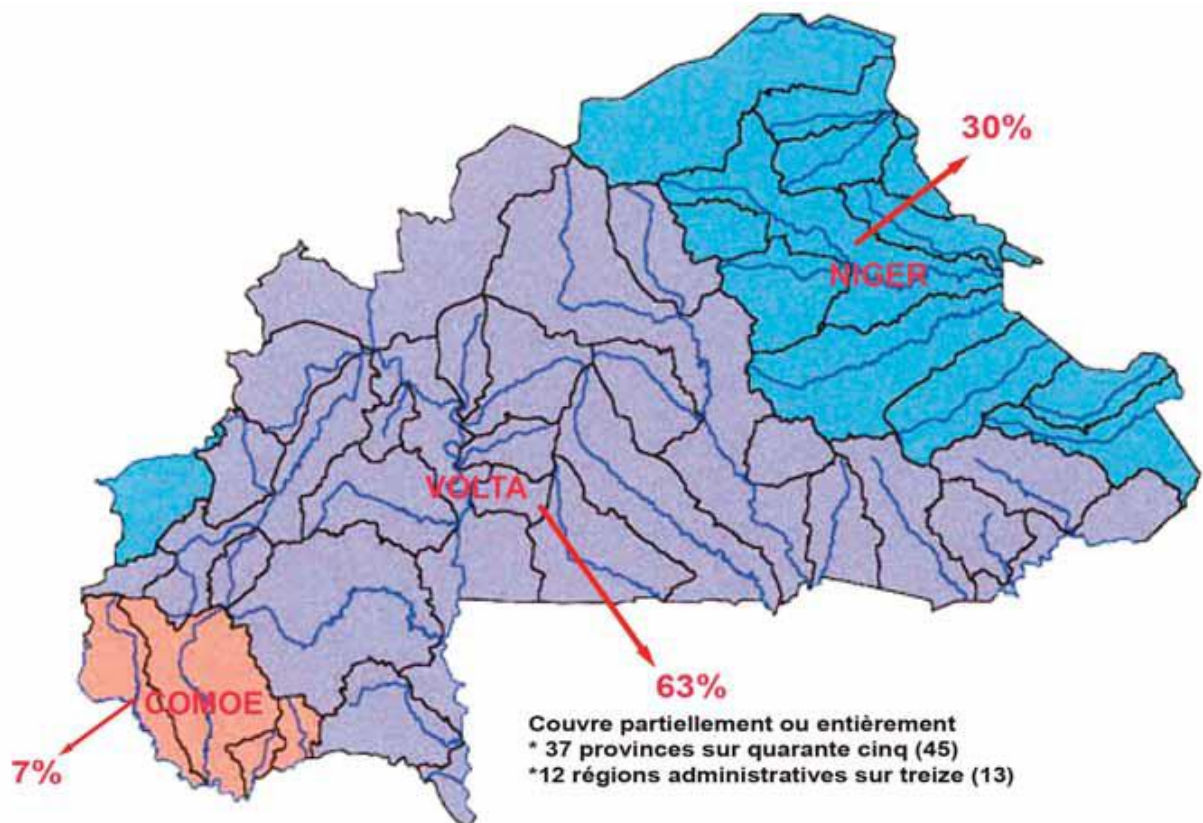 30%
NIGER
VOLTA
63%
COMOE
7%
Couvre partiellement ou entièrement
* 37 provinces sur quarante cinq (45)
*12 régions administratives sur treize (13)